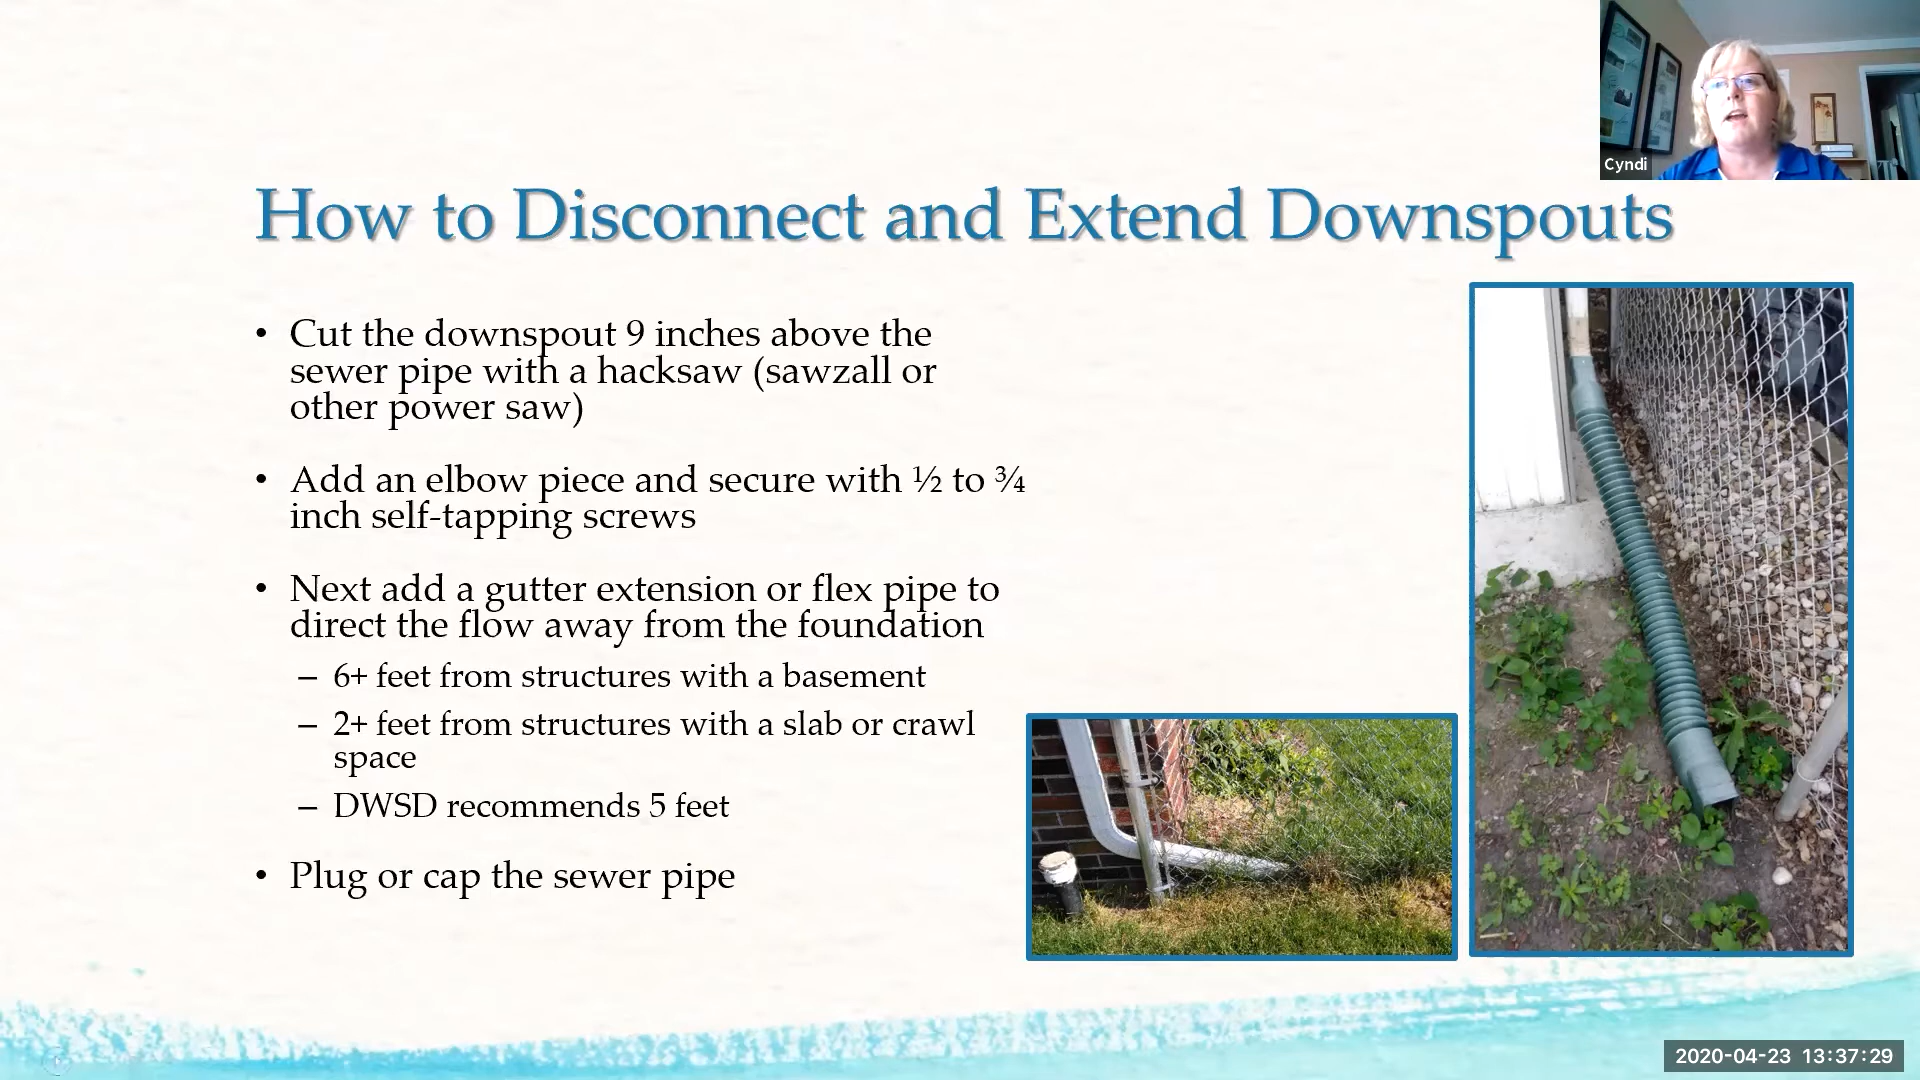 Cyndi
How to Disconnect and Extend Downspouts
• Cut the downspout 9 inches above the
sewer pipe with a hacksaw (sawzall or
other power saw)
• Add an elbow piece and secure with ½ to ¾
inch self-tapping screws
• Next add a gutter extension or flex pipe to
direct the flow away from the foundation
– 6+ feet from structures with a basement
– 2+ feet from structures with a slab or crawl
space
– DWSD recommends 5 feet
• Plug or cap the sewer pipe
2020-04-23 13:37:29